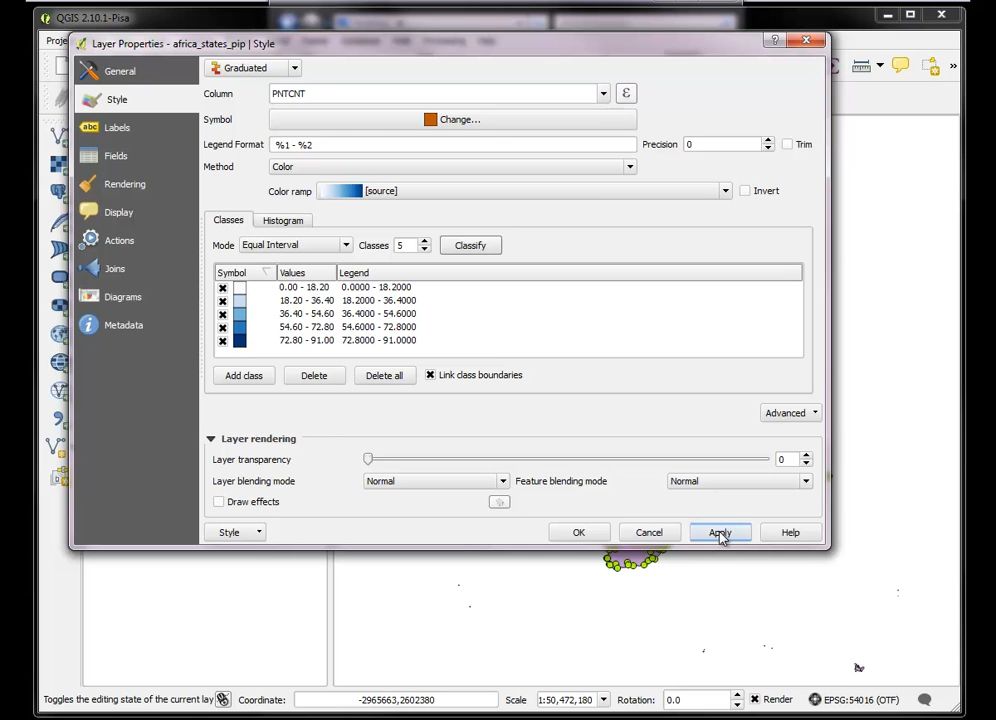 QGIS 2.10.1-Pisa
Proje
Layer Properties - africa_states_pip | Style
General
Style
Labels
Fields
Rendering
Display
Actions
Joins
Diagrams
Metadata
Graduated
Column PNTCNT ε
Symbol Change...
Legend Format %1 - %2 Precision 0 Trim
Method Color
Color ramp [source] Invert
Classes Histogram
Mode Equal Interval Classes 5 Classify
Symbol Values Legend
0.00 - 18.20 0.0000 - 18.2000
18.20 - 36.40 18.2000 - 36.4000
36.40 - 54.60 36.4000 - 54.6000
54.60 - 72.80 54.6000 - 72.8000
72.80 - 91.00 72.8000 - 91.0000
Add class Delete Delete all Link class boundaries
Advanced
Layer rendering
Layer transparency 0
Layer blending mode Normal Feature blending mode Normal
Draw effects
Style OK Cancel Apply Help
Toggles the editing state of the current lay Coordinate: -2965663,2602380 Scale 1:50,472,180 Rotation: 0.0 Render EPSG:54016 (OTF)